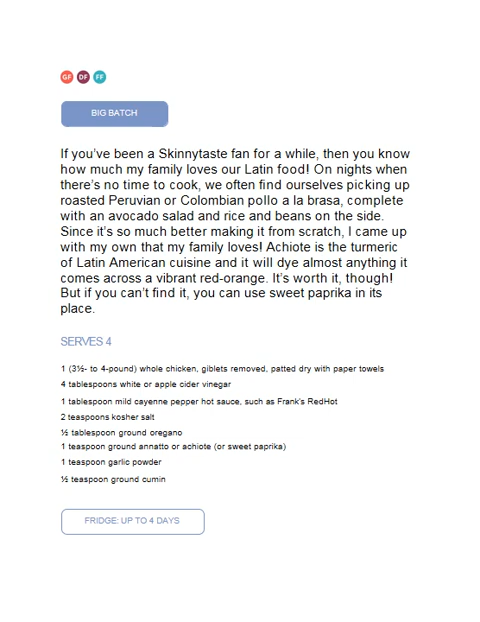 GF DF FF
BIG BATCH
If you’ve been a Skinnytaste fan for a while, then you know
how much my family loves our Latin food! On nights when
there’s no time to cook, we often find ourselves picking up
roasted Peruvian or Colombian pollo a la brasa, complete
with an avocado salad and rice and beans on the side.
Since it’s so much better making it from scratch, I came up
with my own that my family loves! Achiote is the turmeric
of Latin American cuisine and it will dye almost anything it
comes across a vibrant red-orange. It’s worth it, though!
But if you can’t find it, you can use sweet paprika in its
place.
SERVES 4
1 (3½- to 4-pound) whole chicken, giblets removed, patted dry with paper towels
4 tablespoons white or apple cider vinegar
1 tablespoon mild cayenne pepper hot sauce, such as Frank's RedHot
2 teaspoons kosher salt
½ tablespoon ground oregano
1 teaspoon ground annatto or achiote (or sweet paprika)
1 teaspoon garlic powder
½ teaspoon ground cumin
FRIDGE: UP TO 4 DAYS